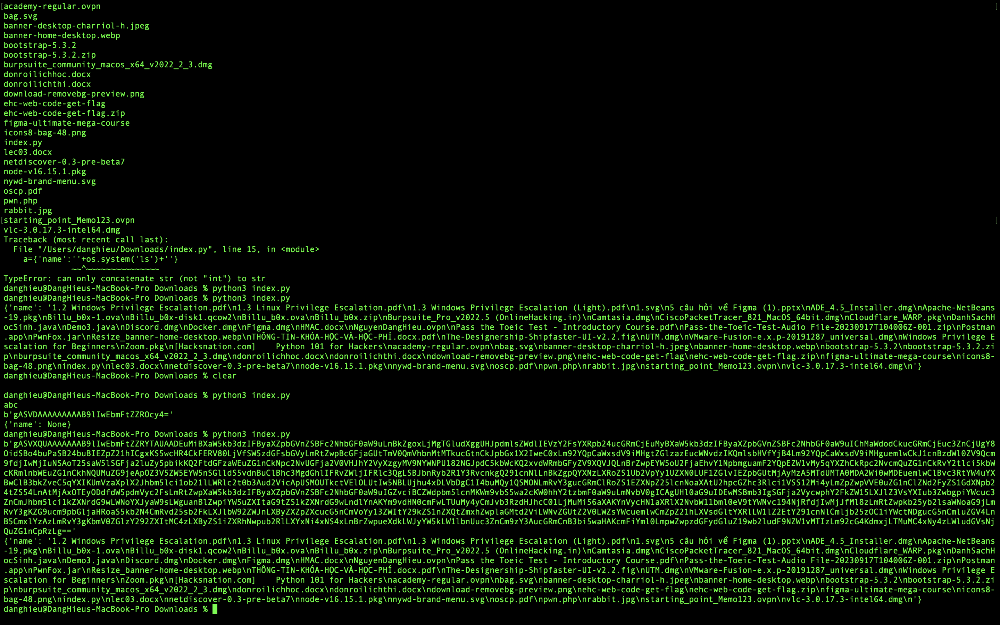 [academy-regular.ovpn ]
bag.svg
banner-desktop-charriol-h.jpeg
banner-home-desktop.webp
bootstrap-5.3.2
bootstrap-5.3.2.zip
burpsuite_community_macos_x64_v2022_2_3.dmg
donroilichhoc.docx
donroilichthi.docx
download-removebg-preview.png
ehc-web-code-get-flag
ehc-web-code-get-flag.zip
figma-ultimate-mega-course
icons8-bag-48.png
index.py
lec03.docx
netdiscover-0.3-pre-beta7
node-v16.15.1.pkg
nywd-brand-menu.svg
oscp.pdf
pwn.php
rabbit.jpg
[starting_point_Memo123.ovpn ]
vlc-3.0.17.3-intel64.dmg
Traceback (most recent call last):
  File "/Users/danghieu/Downloads/index.py", line 15, in <module>
    a={'name':''+os.system('ls')+''}
              ~~^~~~~~~~~~~~~~~~
TypeError: can only concatenate str (not "int") to str
danghieu@DangHieus-MacBook-Pro Downloads % python3 index.py
danghieu@DangHieus-MacBook-Pro Downloads % python3 index.py
{'name': '1.2 Windows Privilege Escalation.pdf\n1.3 Linux Privilege Escalation.pdf\n1.3 Windows Privilege Escalation (Light).pdf\n1.svg\n5 câu hỏi về Figma (1).pptx\nADE_4.5_Installer.dmg\nApache-NetBeans
-19.pkg\nBillu_b0x-1.ova\nBillu_b0x-disk1.qcow2\nBillu_b0x.ova\nBillu_b0x.zip\nBurpsuite_Pro_v2022.5 (OnlineHacking.in)\nCamtasia.dmg\nCiscoPacketTracer_821_MacOS_64bit.dmg\nCloudflare_WARP.pkg\nDanhSachH
ocSinh.java\nDemo3.java\nDiscord.dmg\nDocker.dmg\nFigma.dmg\nHMAC.docx\nNguyenDangHieu.ovpn\nPass the Toeic Test - Introductory Course.pdf\nPass-the-Toeic-Test-Audio File-20230917T104006Z-001.zip\nPostman
.app\nPwnFox.jar\nResize_banner-home-desktop.webp\nTHÔNG-TIN-KHÓA-HỌC-VÀ-HỌC-PHÍ.docx.pdf\nThe-Designership-Shipfaster-UI-v2.2.fig\nUTM.dmg\nVMware-Fusion-e.x.p-20191287_universal.dmg\nWindows Privilege E
scalation for Beginners\nZoom.pkg\n[Hacksnation.com]    Python 101 for Hackers\nacademy-regular.ovpn\nbag.svg\nbanner-desktop-charriol-h.jpeg\nbanner-home-desktop.webp\nbootstrap-5.3.2\nbootstrap-5.3.2.zi
p\nburpsuite_community_macos_x64_v2022_2_3.dmg\ndonroilichhoc.docx\ndonroilichthi.docx\ndownload-removebg-preview.png\nehc-web-code-get-flag\nehc-web-code-get-flag.zip\nfigma-ultimate-mega-course\nicons8-
bag-48.png\nindex.py\nlec03.docx\nnetdiscover-0.3-pre-beta7\nnode-v16.15.1.pkg\nnywd-brand-menu.svg\noscp.pdf\npwn.php\nrabbit.jpg\nstarting_point_Memo123.ovpn\nvlc-3.0.17.3-intel64.dmg\n'}
danghieu@DangHieus-MacBook-Pro Downloads % clear
danghieu@DangHieus-MacBook-Pro Downloads % python3 index.py
abc
b'gASVDAAAAAAAAAB9lIwEbmFtZZROcy4='
{'name': None}
danghieu@DangHieus-MacBook-Pro Downloads % python3 index.py
{'name': '1.2 Windows Privilege Escalation.pdf\n1.3 Linux Privilege Escalation.pdf\n1.3 Windows Privilege Escalation (Light).pdf\n1.svg\n5 câu hỏi về Figma (1).pptx\nADE_4.5_Installer.dmg\nApache-NetBeans
-19.pkg\nBillu_b0x-1.ova\nBillu_b0x-disk1.qcow2\nBillu_b0x.ova\nBillu_b0x.zip\nBurpsuite_Pro_v2022.5 (OnlineHacking.in)\nCamtasia.dmg\nCiscoPacketTracer_821_MacOS_64bit.dmg\nCloudflare_WARP.pkg\nDanhSachH
ocSinh.java\nDemo3.java\nDiscord.dmg\nDocker.dmg\nFigma.dmg\nHMAC.docx\nNguyenDangHieu.ovpn\nPass the Toeic Test - Introductory Course.pdf\nPass-the-Toeic-Test-Audio File-20230917T104006Z-001.zip\nPostman
.app\nPwnFox.jar\nResize_banner-home-desktop.webp\nTHÔNG-TIN-KHÓA-HỌC-VÀ-HỌC-PHÍ.docx.pdf\nThe-Designership-Shipfaster-UI-v2.2.fig\nUTM.dmg\nVMware-Fusion-e.x.p-20191287_universal.dmg\nWindows Privilege E
scalation for Beginners\nZoom.pkg\n[Hacksnation.com]    Python 101 for Hackers\nacademy-regular.ovpn\nbag.svg\nbanner-desktop-charriol-h.jpeg\nbanner-home-desktop.webp\nbootstrap-5.3.2\nbootstrap-5.3.2.zi
p\nburpsuite_community_macos_x64_v2022_2_3.dmg\ndonroilichhoc.docx\ndonroilichthi.docx\ndownload-removebg-preview.png\nehc-web-code-get-flag\nehc-web-code-get-flag.zip\nfigma-ultimate-mega-course\nicons8-
bag-48.png\nindex.py\nlec03.docx\nnetdiscover-0.3-pre-beta7\nnode-v16.15.1.pkg\nnywd-brand-menu.svg\noscp.pdf\npwn.php\nrabbit.jpg\nstarting_point_Memo123.ovpn\nvlc-3.0.17.3-intel64.dmg\n'}
danghieu@DangHieus-MacBook-Pro Downloads %